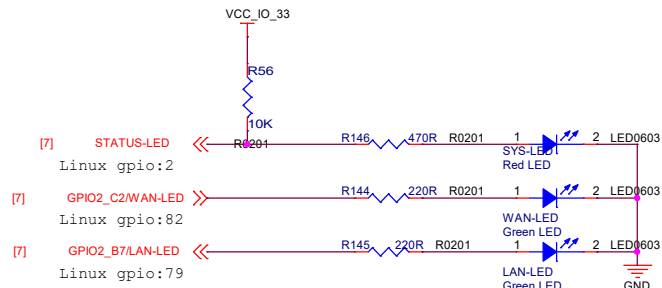 VCC_IO_33
R56
10K
R0201
[7] STATUS-LED R146 470R R0201 1 2 LED0603
SYS-LED
Linux gpio:2 Red LED
[7] GPIO2_C2/WAN-LED R144 220R R0201 1 2 LED0603
Linux gpio:82 WAN-LED
Green LED
[7] GPIO2_B7/LAN-LED R145 220R R0201 1 2 LED0603
Linux gpio:79 LAN-LED
Green LED GND